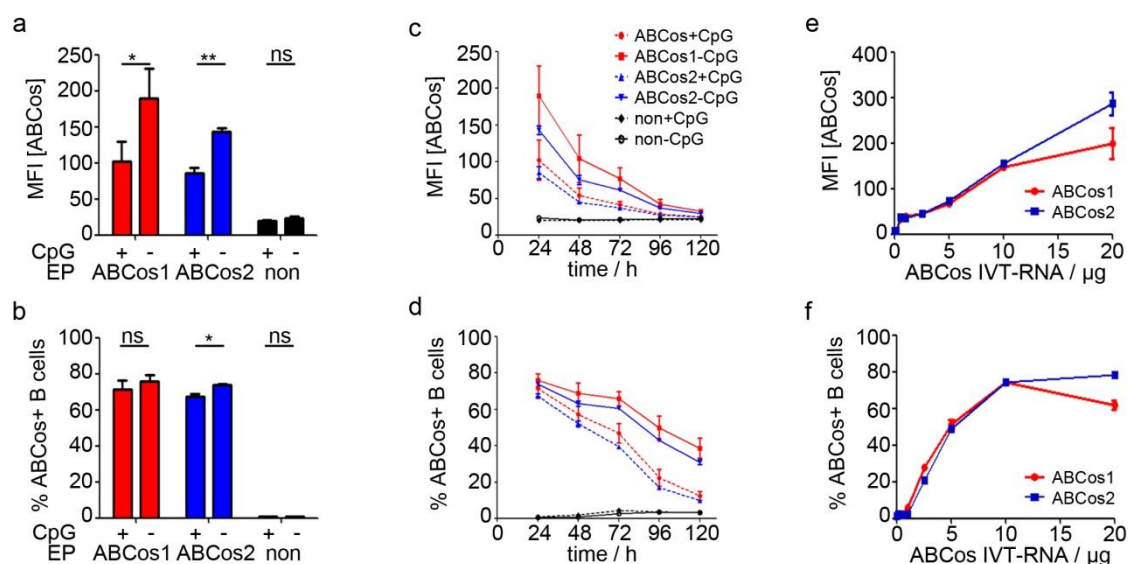 a
MFI [ABCos]
250
200
150
100
50
0
* ** ns
CpG + - + - + -
EP ABCos1 ABCos2 non
b
% ABCos+ B cells
100
80
60
40
20
0
ns * ns
CpG + - + - + -
EP ABCos1 ABCos2 non
c
MFI [ABCos]
250
200
150
100
50
0
ABCos+CpG
ABCos1-CpG
ABCos2+CpG
ABCos2-CpG
non+CpG
non-CpG
24 48 72 96 120
time / h
d
% ABCos+ B cells
100
80
60
40
20
0
24 48 72 96 120
time / h
e
MFI [ABCos]
400
300
200
100
0
ABCos1
ABCos2
0 5 10 15 20
ABCos IVT-RNA / µg
f
% ABCos+ B cells
100
80
60
40
20
0
ABCos1
ABCos2
0 5 10 15 20
ABCos IVT-RNA / µg